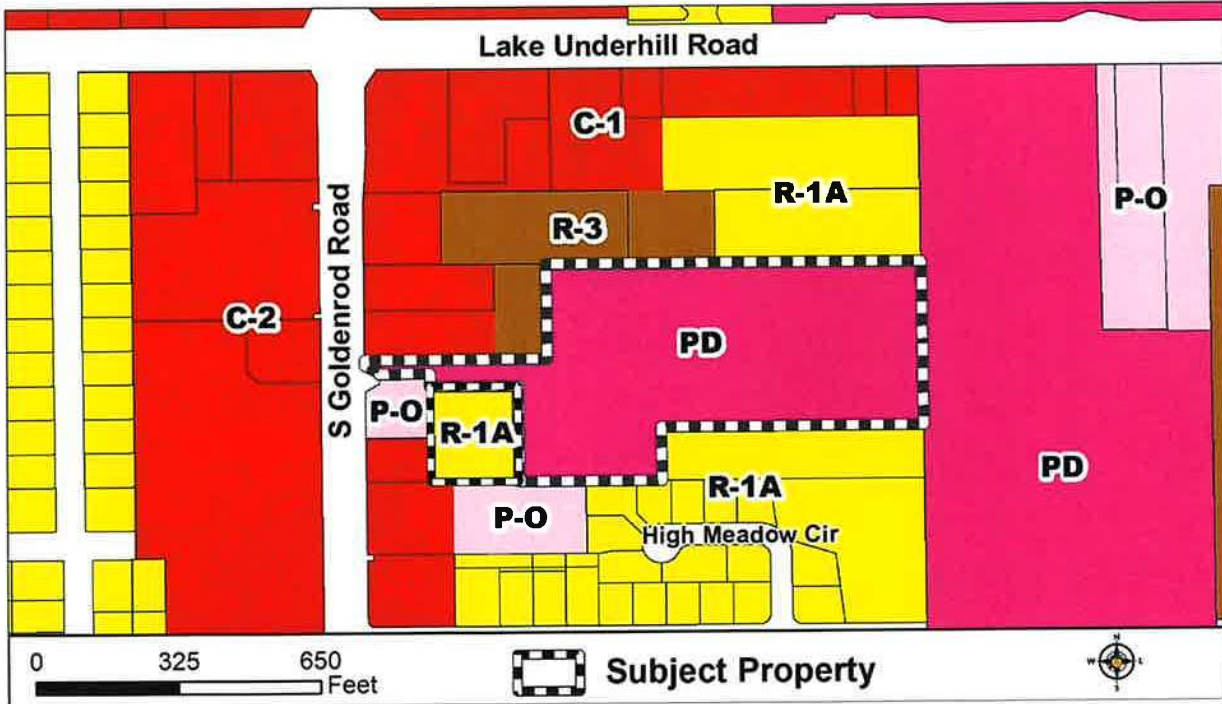 Lake Underhill Road
C-1
R-1A
P-O
S Goldenrod Road
R-3
C-2
PD
P-O
R-1A
PD
R-1A
P-O
High Meadow Cir
0 325 650
Feet
Subject Property
N
W
S